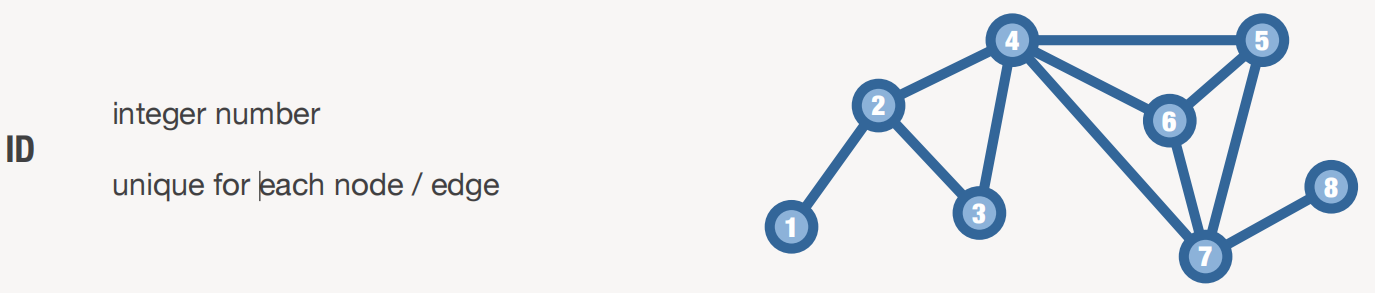 ID
integer number
unique for each node / edge
4
5
2
6
8
3
1
7